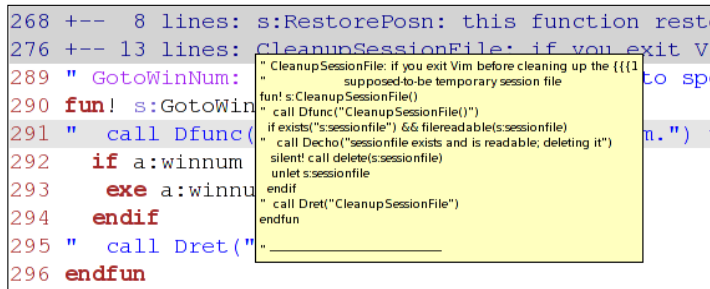 268 +--  8 lines: s:RestorePosn: this function rest
276 +-- 13 lines: CleanupSessionFile: if you exit V
289 " GotoWinNum: to sp
290 fun! s:GotoWin
291 "  call Dfunc( m.")
292    if a:winnum
293      exe a:winnu
294    endif
295 "  call Dret("
296 endfun
" CleanupSessionFile: if you exit Vim before cleaning up the {{{1
"                     supposed-to-be temporary session file
fun! s:CleanupSessionFile()
"  call Dfunc("CleanupSessionFile()")
  if exists("s:sessionfile") && filereadable(s:sessionfile)
"   call Decho("sessionfile exists and is readable; deleting it")
   silent! call delete(s:sessionfile)
   unlet s:sessionfile
  endif
"  call Dret("CleanupSessionFile")
endfun
" ______________________________